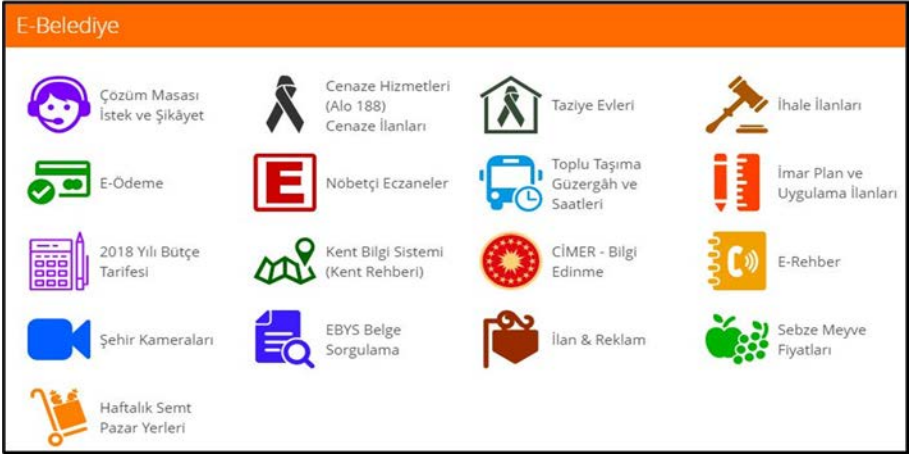 E-Belediye
Çözüm Masası
İstek ve Şikâyet
Cenaze Hizmetleri
(Alo 188)
Cenaze İlanları
Taziye Evleri
İhale İlanları
E-Ödeme
E
Nöbetçi Eczaneler
Toplu Taşıma
Güzergâh ve
Saatleri
İmar Plan ve
Uygulama İlanları
2018 Yılı Bütçe
Tarifesi
Kent Bilgi Sistemi
(Kent Rehberi)
CİMER - Bilgi
Edinme
E-Rehber
Şehir Kameraları
EBYS Belge
Sorgulama
İlan & Reklam
Sebze Meyve
Fiyatları
Haftalık Semt
Pazar Yerleri